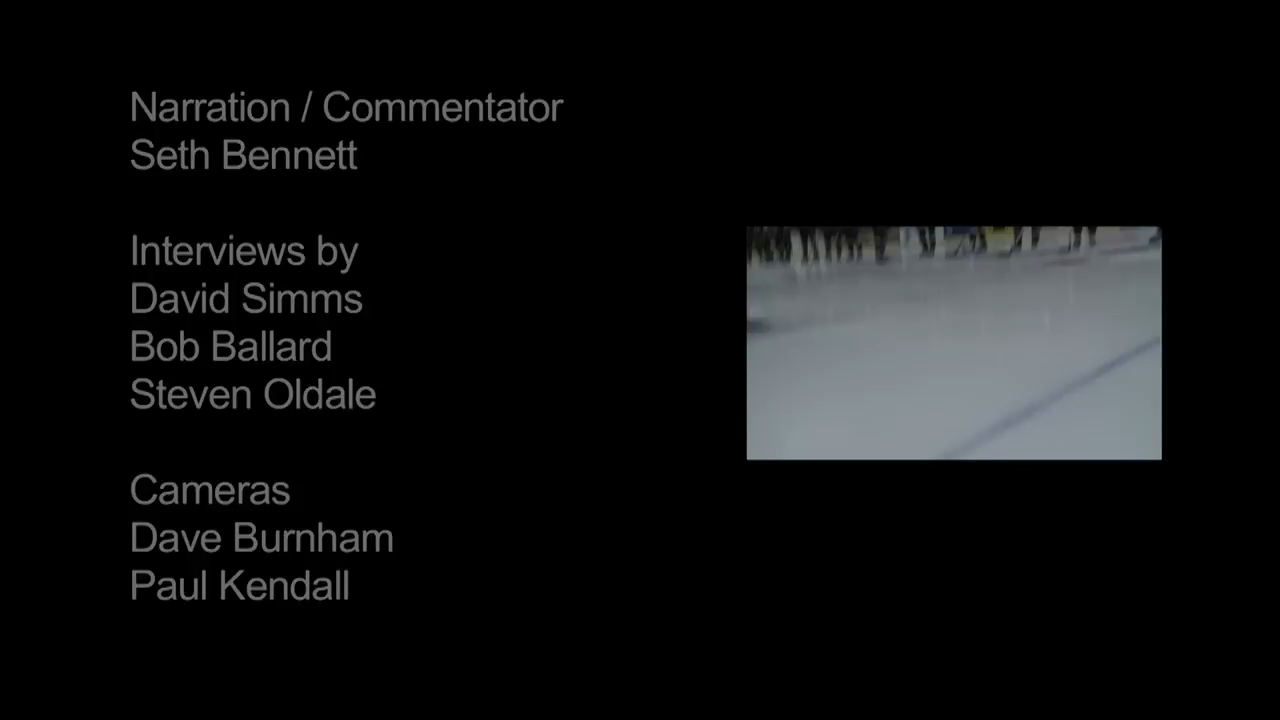 Narration / Commentator
Seth Bennett
Interviews by
David Simms
Bob Ballard
Steven Oldale
Cameras
Dave Burnham
Paul Kendall